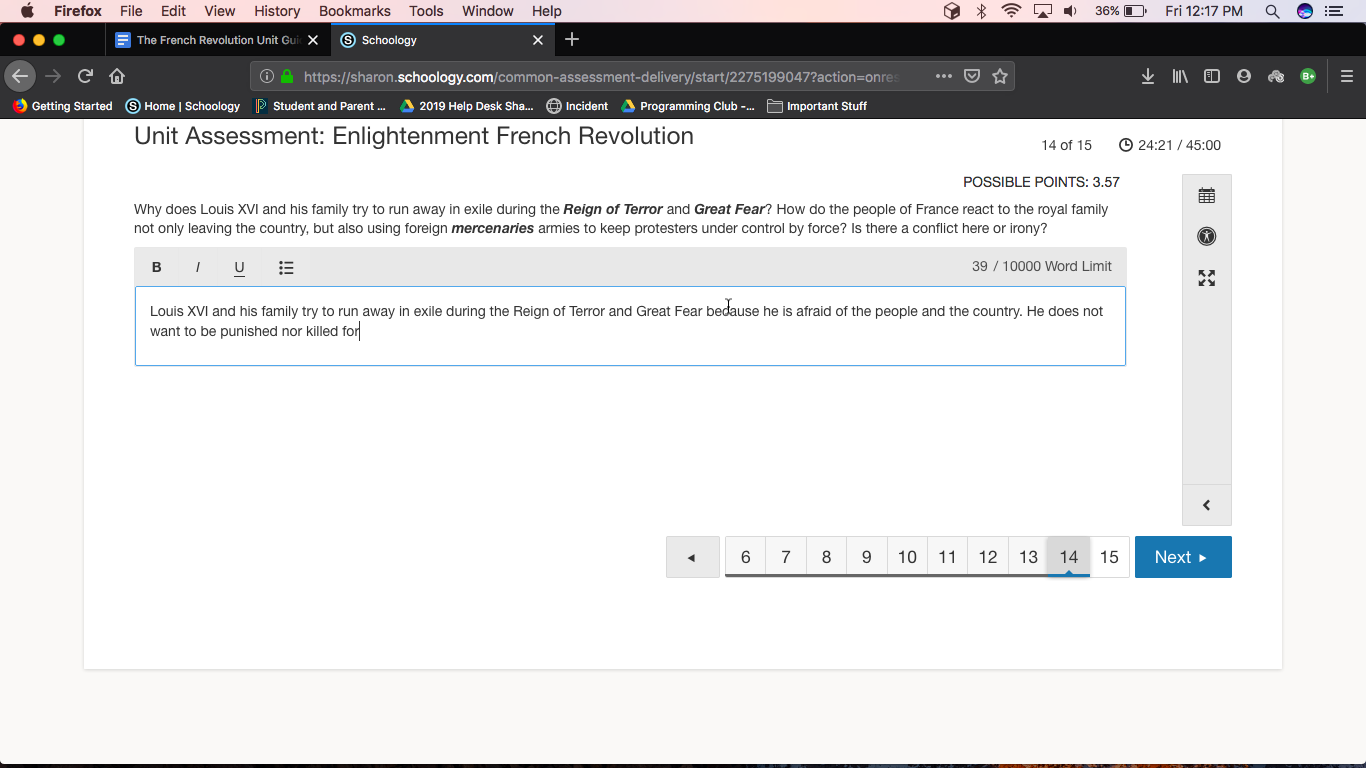 Firefox File Edit View History Bookmarks Tools Window Help 36% Fri 12:17 PM
The French Revolution Unit Gui
Schoology
https://sharon.schoology.com/common-assessment-delivery/start/2275199047?action=onres
Getting Started Home | Schoology Student and Parent ... 2019 Help Desk Sha... Incident Programming Club -... Important Stuff
Unit Assessment: Enlightenment French Revolution
14 of 15 24:21 / 45:00
POSSIBLE POINTS: 3.57
Why does Louis XVI and his family try to run away in exile during the Reign of Terror and Great Fear? How do the people of France react to the royal family
not only leaving the country, but also using foreign mercenaries armies to keep protesters under control by force? Is there a conflict here or irony?
B I U 39 / 10000 Word Limit
Louis XVI and his family try to run away in exile during the Reign of Terror and Great Fear because he is afraid of the people and the country. He does not
want to be punished nor killed for
6 7 8 9 10 11 12 13 14 15 Next